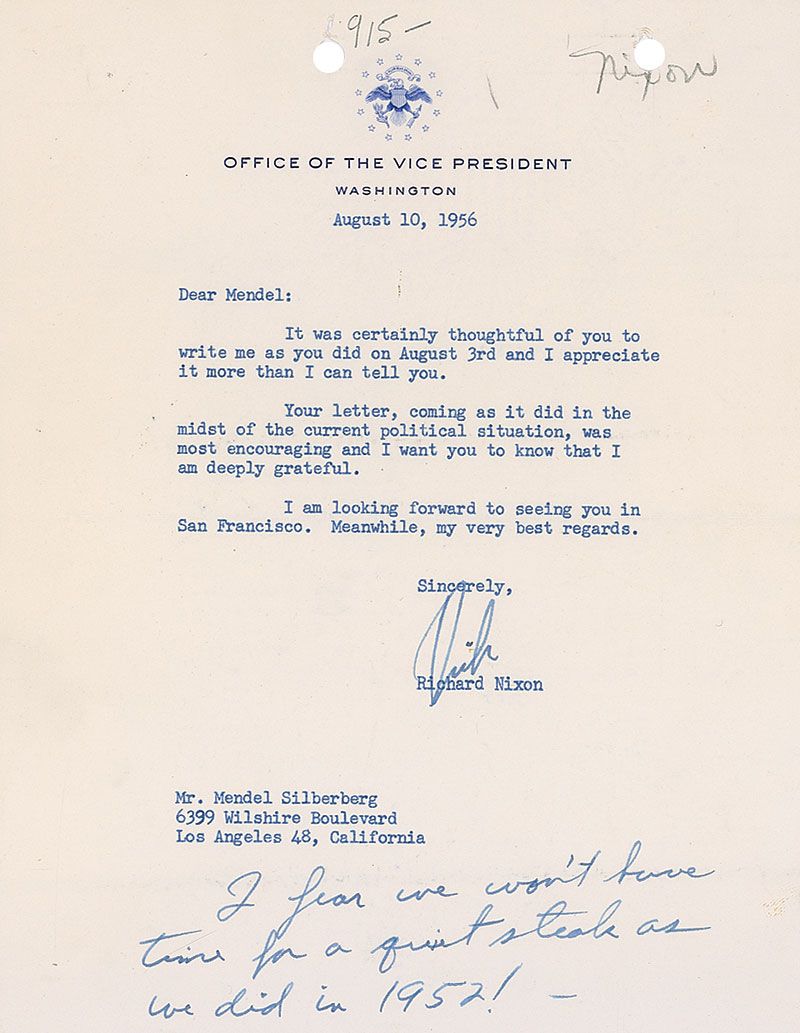 915 —
Nixon
OFFICE OF THE VICE PRESIDENT
WASHINGTON
August 10, 1956
Dear Mendel:
It was certainly thoughtful of you to
write me as you did on August 3rd and I appreciate
it more than I can tell you.
Your letter, coming as it did in the
midst of the current political situation, was
most encouraging and I want you to know that I
am deeply grateful.
I am looking forward to seeing you in
San Francisco. Meanwhile, my very best regards.
Sincerely,
Dick
Richard Nixon
Mr. Mendel Silberberg
6399 Wilshire Boulevard
Los Angeles 48, California
I fear we won't have
time for a quiet steak as
we did in 1952! —